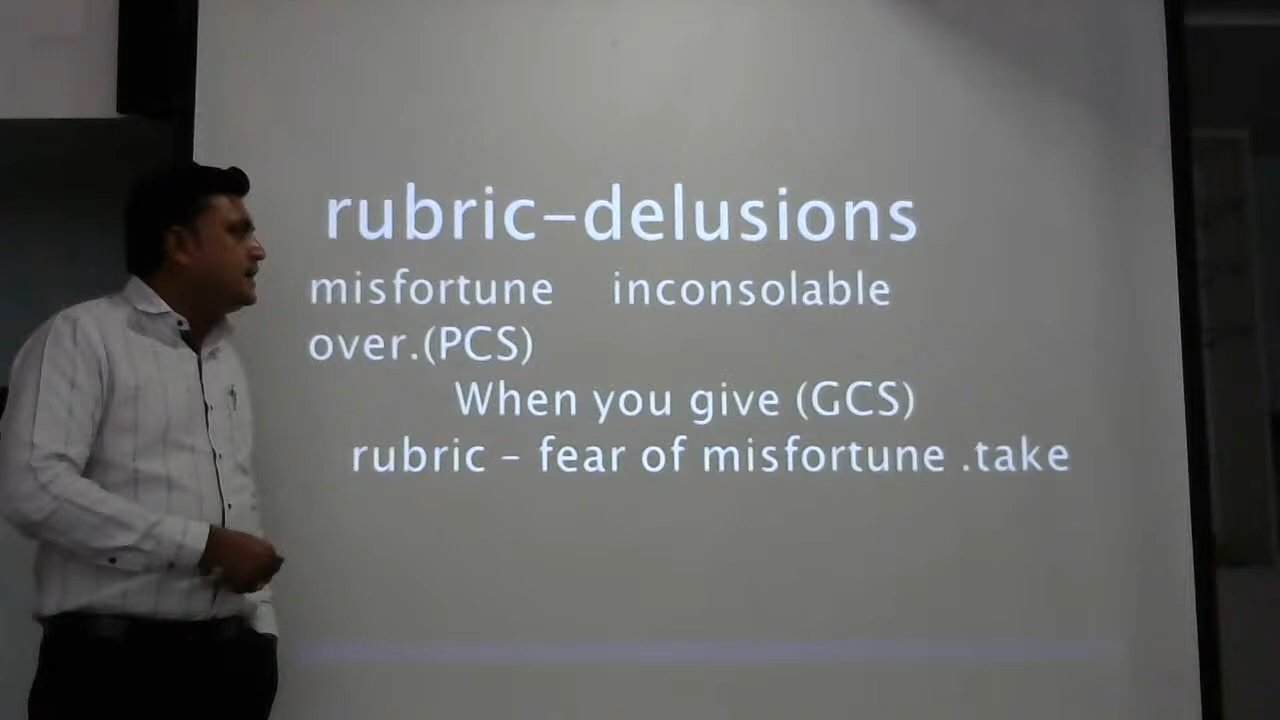 rubric-delusions
misfortune inconsolable
over.(PCS)
When you give (GCS)
rubric - fear of misfortune .take